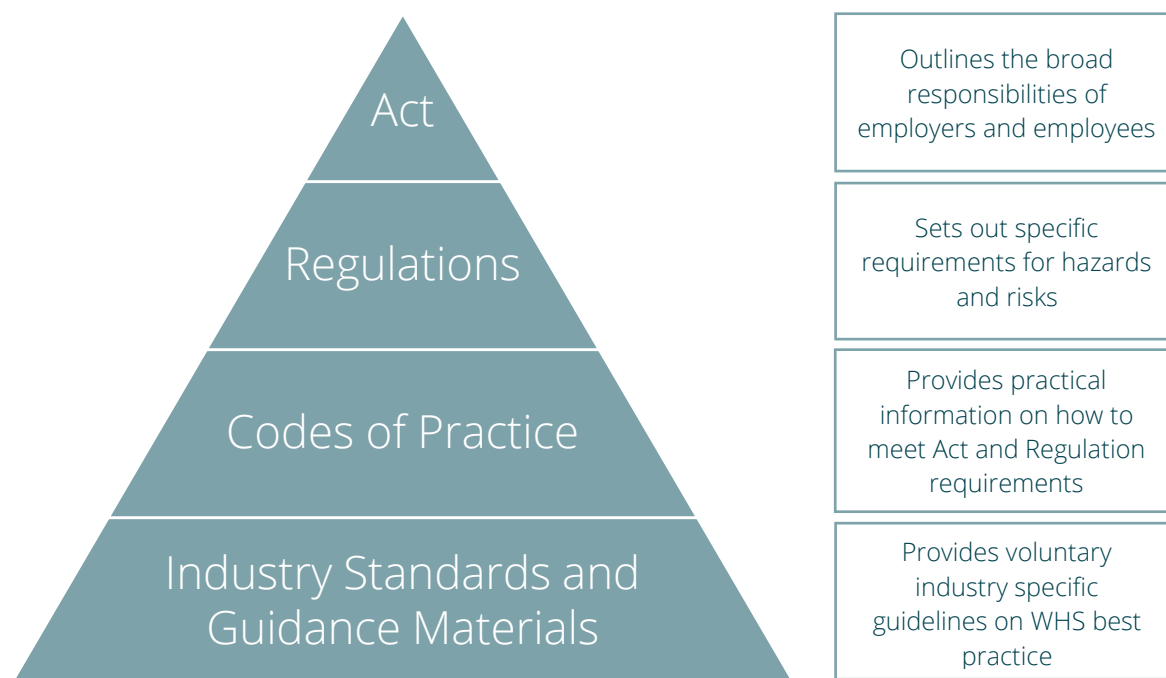 Act
Outlines the broad
responsibilities of
employers and employees
Regulations
Sets out specific
requirements for hazards
and risks
Codes of Practice
Provides practical
information on how to
meet Act and Regulation
requirements
Industry Standards and
Guidance Materials
Provides voluntary
industry specific
guidelines on WHS best
practice